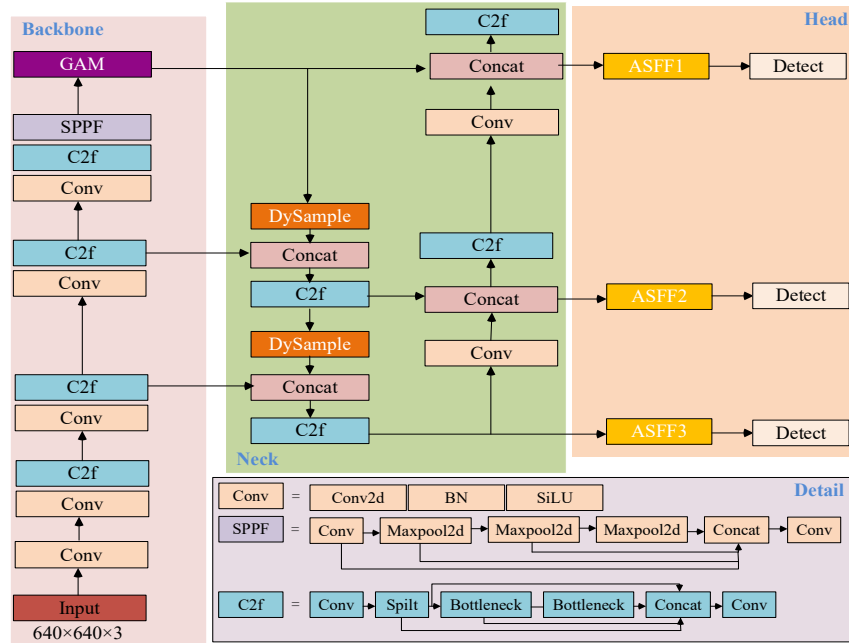 Backbone
GAM
SPPF
C2f
Conv
C2f
Conv
C2f
Conv
C2f
Conv
Conv
Input
640×640×3
C2f
Concat
Conv
DySample
Concat
C2f
C2f
Concat
DySample
Concat
Conv
C2f
Neck
Head
ASFF1
Detect
ASFF2
Detect
ASFF3
Detect
Detail
Conv = Conv2d BN SiLU
SPPF = Conv Maxpool2d Maxpool2d Maxpool2d Concat Conv
C2f = Conv Spilt Bottleneck Bottleneck Concat Conv